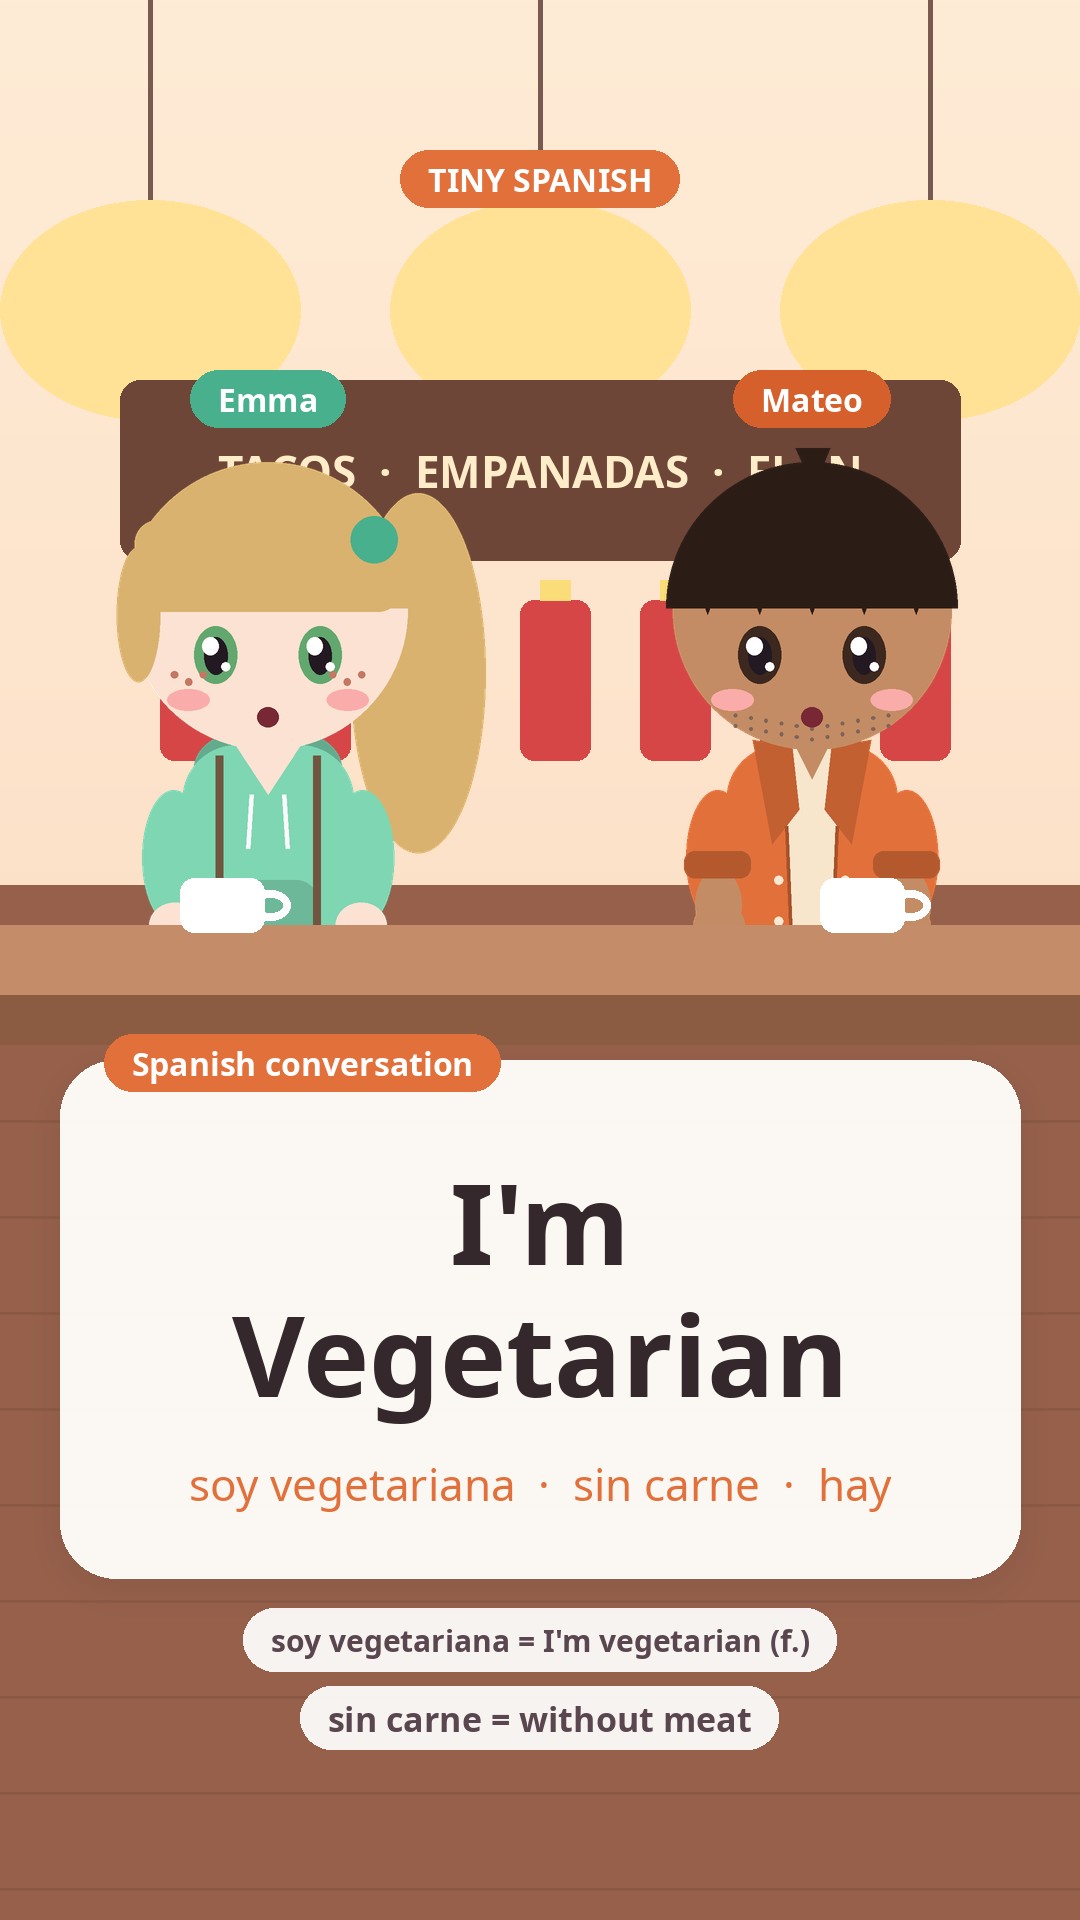 TINY SPANISH
Emma
Mateo
EMPANADAS
Spanish conversation
I'm
Vegetarian
soy vegetariana · sin carne · hay
soy vegetariana = I'm vegetarian (f.)
sin carne = without meat